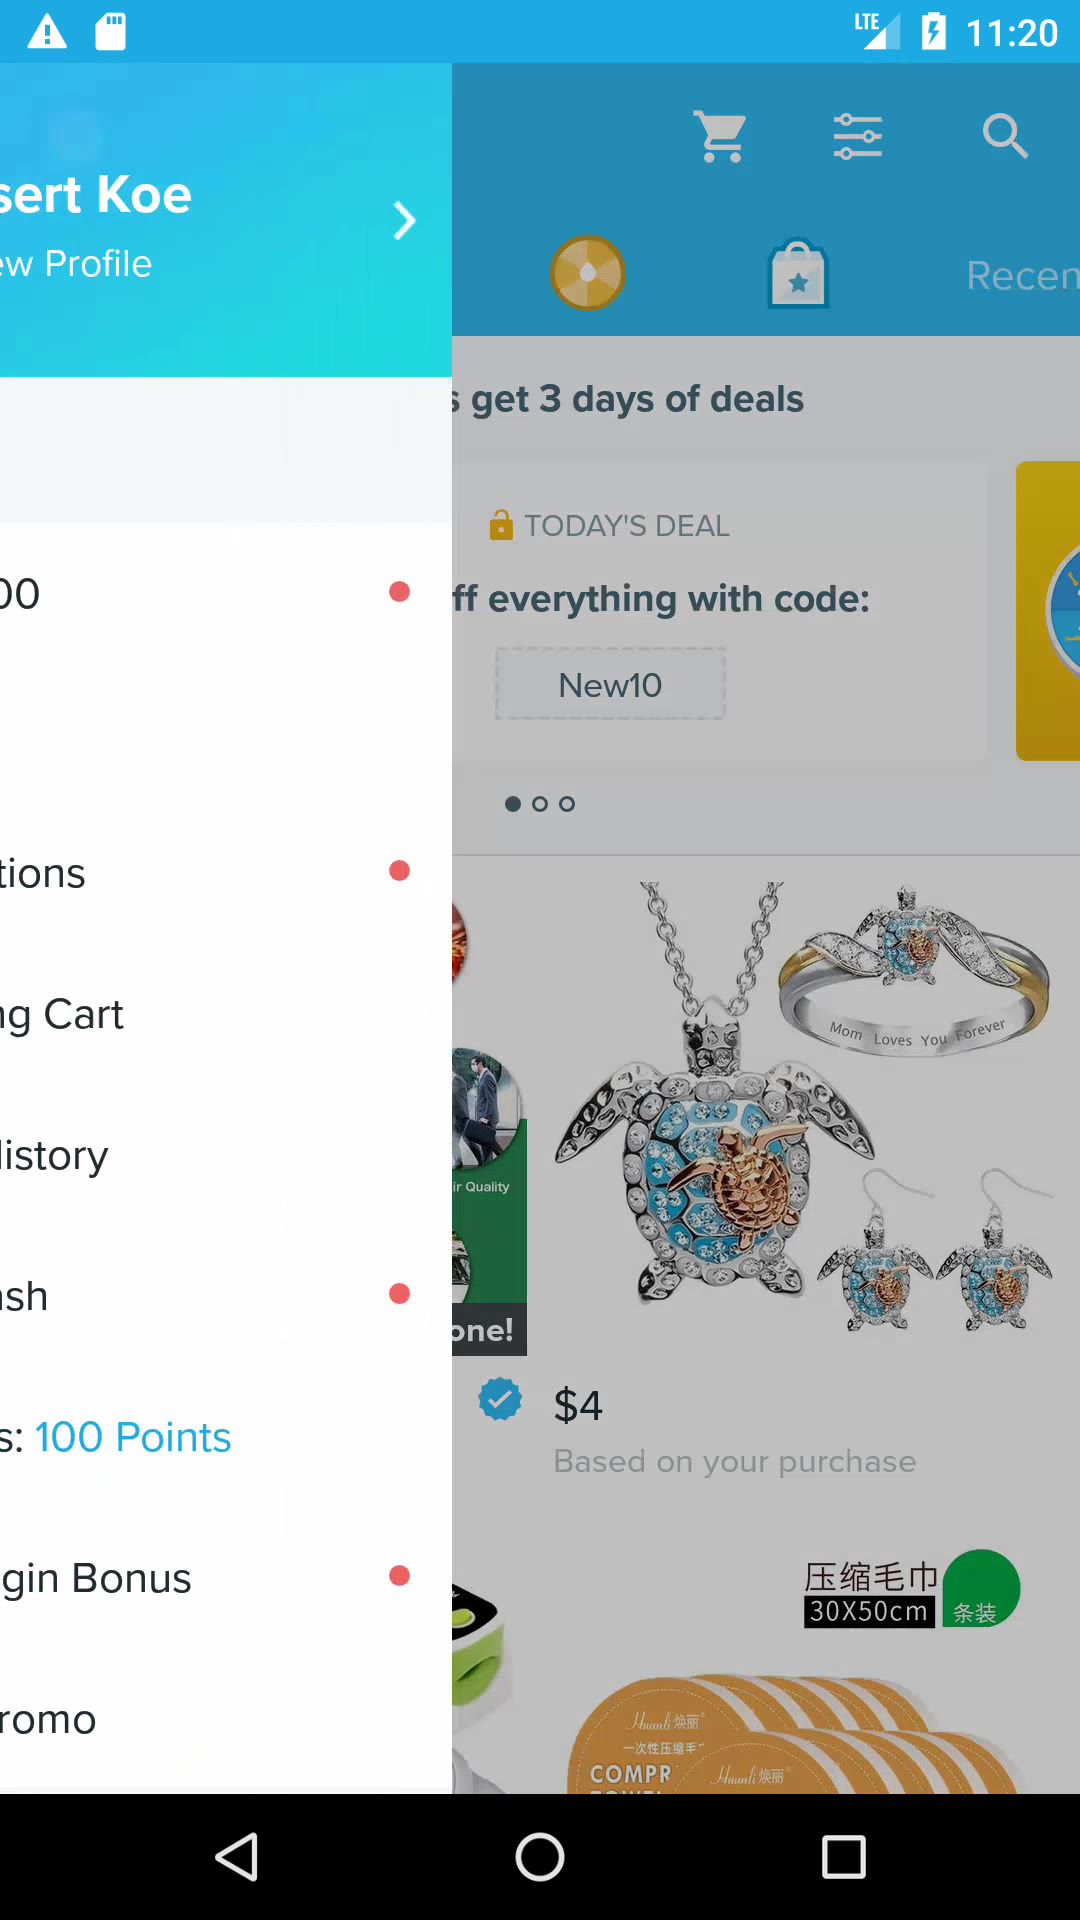 LTE 11:20
sert Koe
ew Profile
Recen
s get 3 days of deals
TODAY'S DEAL
ff everything with code:
New10
00
tions
ng Cart
Mom Loves You Forever
istory
ir Quality
ash
one!
$4
Based on your purchase
s: 100 Points
gin Bonus
压缩毛巾
30X50cm
条装
romo
Huanli 焕丽
一次性压缩毛
COMPR
Huanli 焕丽